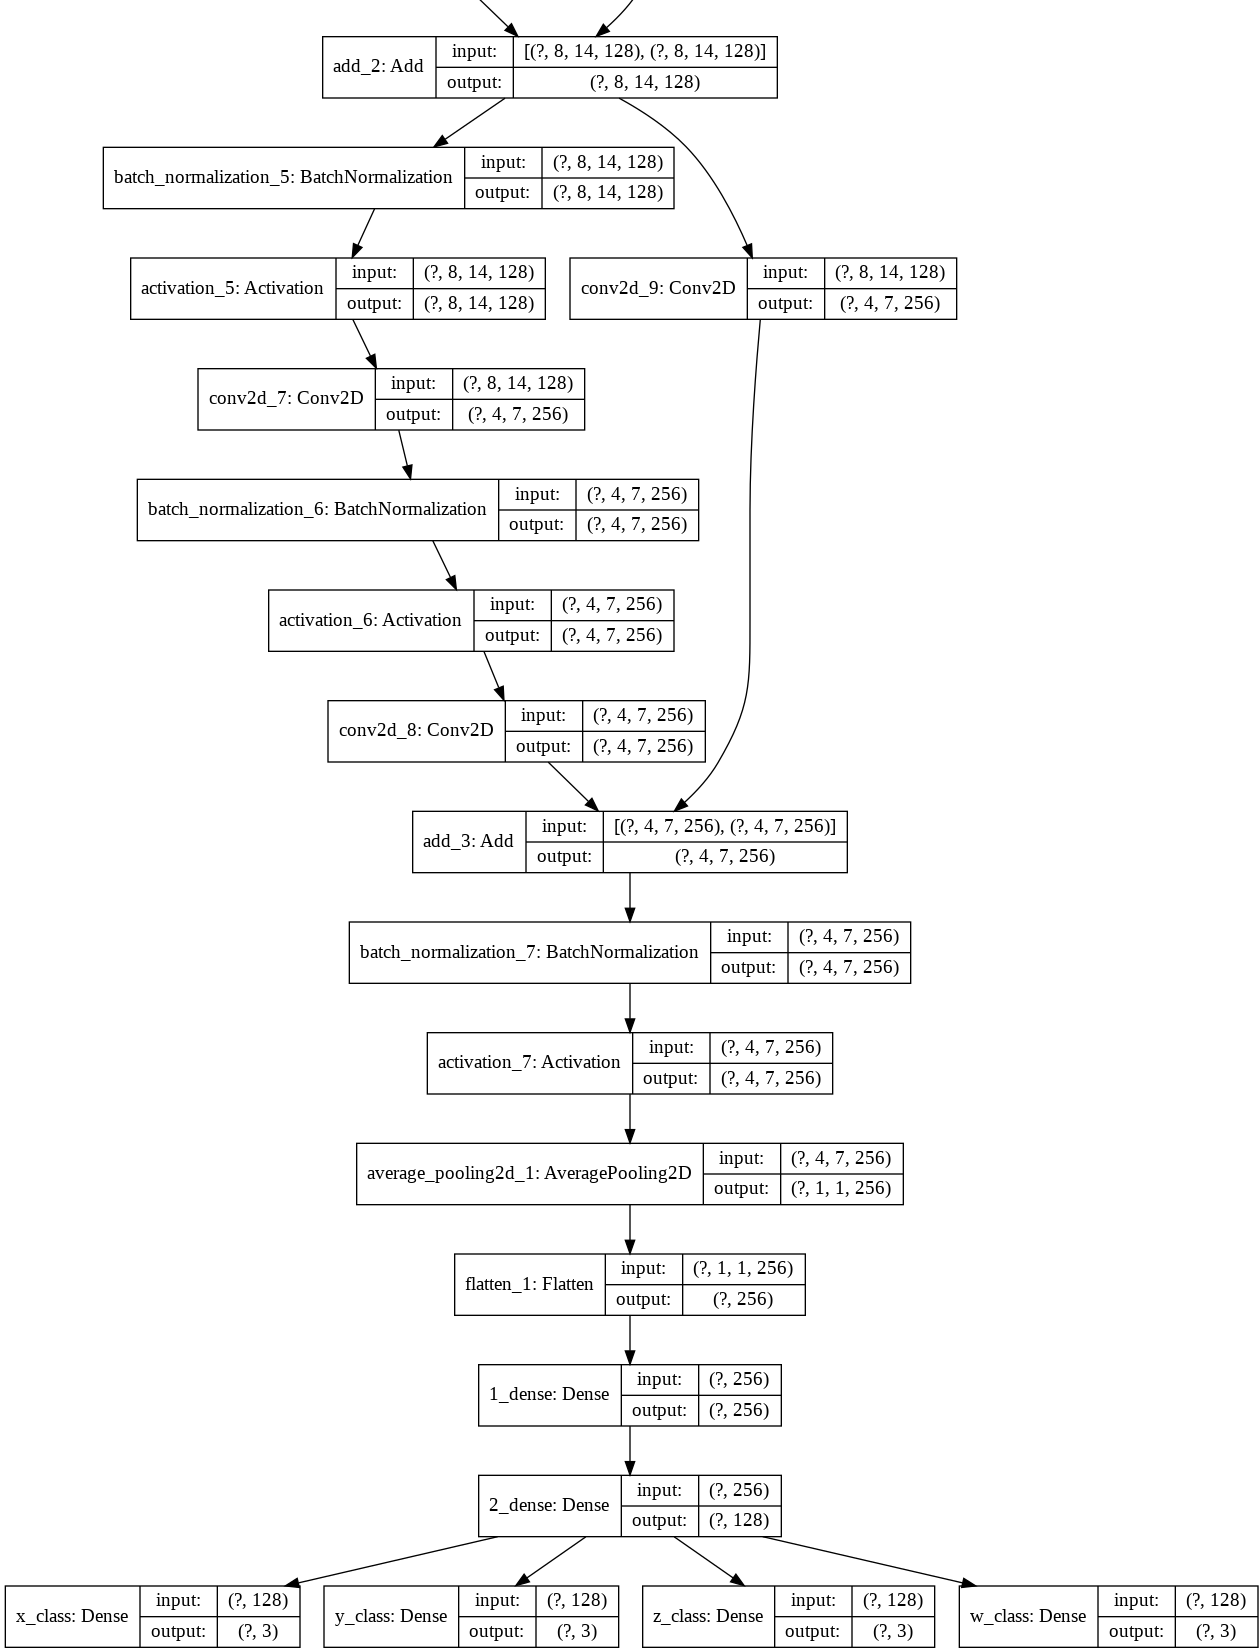 add_2: Add
input: [(?, 8, 14, 128), (?, 8, 14, 128)]
output: (?, 8, 14, 128)
batch_normalization_5: BatchNormalization
input: (?, 8, 14, 128)
output: (?, 8, 14, 128)
activation_5: Activation
input: (?, 8, 14, 128)
output: (?, 8, 14, 128)
conv2d_9: Conv2D
input: (?, 8, 14, 128)
output: (?, 4, 7, 256)
conv2d_7: Conv2D
input: (?, 8, 14, 128)
output: (?, 4, 7, 256)
batch_normalization_6: BatchNormalization
input: (?, 4, 7, 256)
output: (?, 4, 7, 256)
activation_6: Activation
input: (?, 4, 7, 256)
output: (?, 4, 7, 256)
conv2d_8: Conv2D
input: (?, 4, 7, 256)
output: (?, 4, 7, 256)
add_3: Add
input: [(?, 4, 7, 256), (?, 4, 7, 256)]
output: (?, 4, 7, 256)
batch_normalization_7: BatchNormalization
input: (?, 4, 7, 256)
output: (?, 4, 7, 256)
activation_7: Activation
input: (?, 4, 7, 256)
output: (?, 4, 7, 256)
average_pooling2d_1: AveragePooling2D
input: (?, 4, 7, 256)
output: (?, 1, 1, 256)
flatten_1: Flatten
input: (?, 1, 1, 256)
output: (?, 256)
1_dense: Dense
input: (?, 256)
output: (?, 256)
2_dense: Dense
input: (?, 256)
output: (?, 128)
x_class: Dense
input: (?, 128)
output: (?, 3)
y_class: Dense
input: (?, 128)
output: (?, 3)
z_class: Dense
input: (?, 128)
output: (?, 3)
w_class: Dense
input: (?, 128)
output: (?, 3)